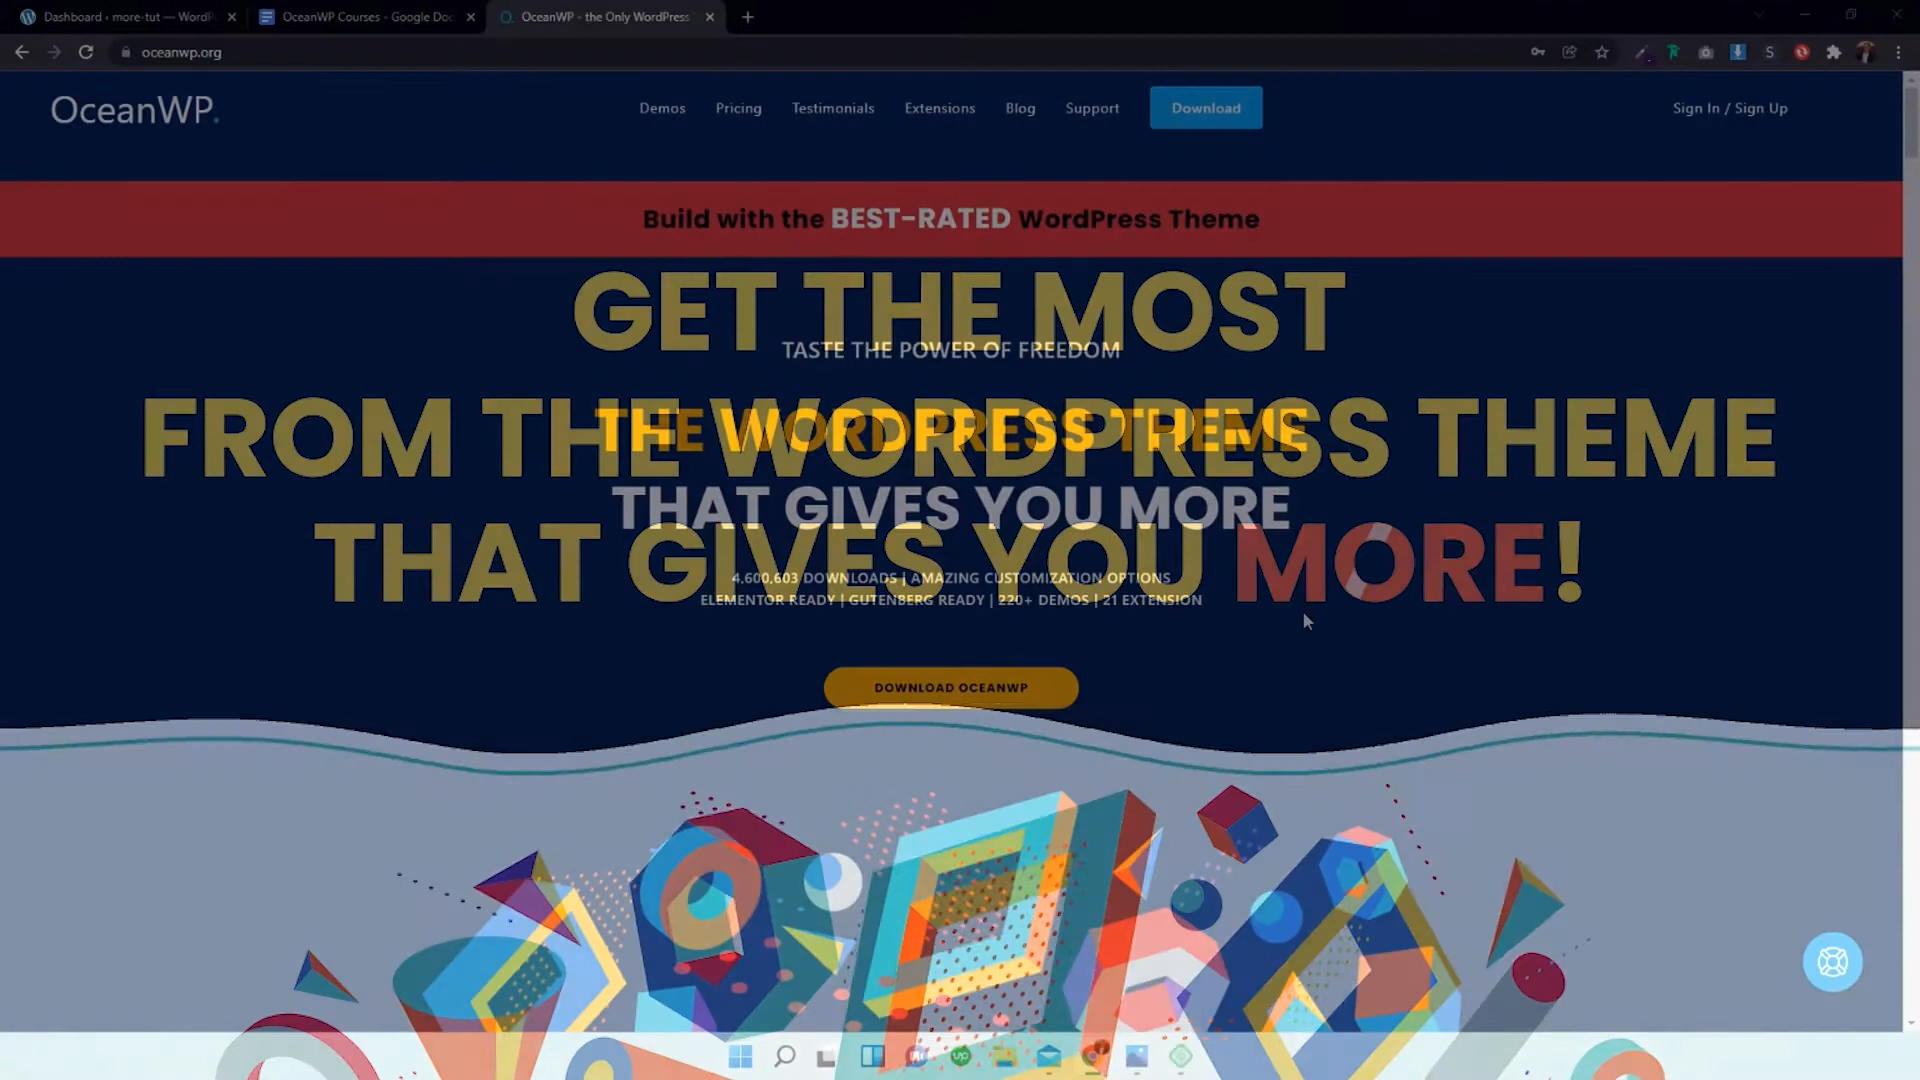 Dashboard ‹ more-tut — WordP
OceanWP Courses - Google Doc
OceanWP - the Only WordPress
oceanwp.org
OceanWP.
Demos
Pricing
Testimonials
Extensions
Blog
Support
Download
Sign In / Sign Up
Build with the BEST-RATED WordPress Theme
GET THE MOST
TASTE THE POWER OF FREEDOM
FROM THE WORDPRESS THEME
THE WORDPRESS THEME
THAT GIVES YOU MORE
THAT GIVES YOU MORE!
4,600,603 DOWNLOADS | AMAZING CUSTOMIZATION OPTIONS
ELEMENTOR READY | GUTENBERG READY | 220+ DEMOS | 21 EXTENSION
DOWNLOAD OCEANWP